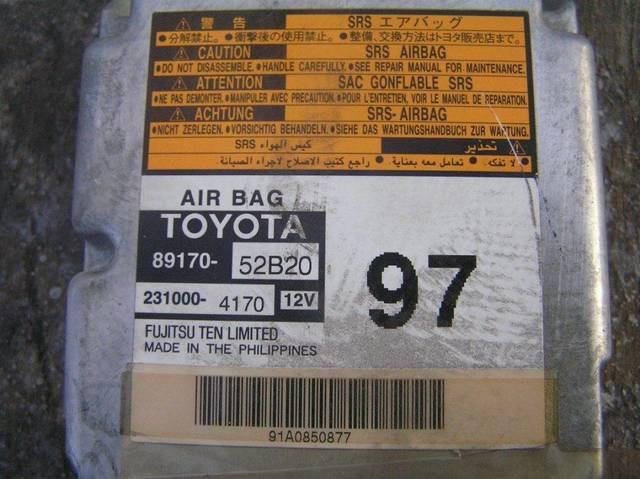 警告 SRS エアバッグ
●分解禁止。●衝撃後の使用禁止。●整備、交換方法はトヨタ販売店まで。
CAUTION SRS AIRBAG
●DO NOT DISASSEMBLE.●HANDLE CAREFULLY.●SEE REPAIR MANUAL FOR MAINTENANCE.
ATTENTION SAC GONFLABLE SRS
●NE PAS DEMONTER.●MANIPULER AVEC PRECAUTION.●POUR L'ENTRETIEN, VOIR LE MANUEL DE REPARATION.
ACHTUNG SRS-AIRBAG
●NICHT ZERLEGEN.●VORSICHTIG BEHANDELN.●SIEHE DAS WARTUNGSHANDBUCH ZUR WARTUNG.
تحذير كيس الهواء SRS
●لا تفكه ●تعامل معه بعناية ●راجع كتيب الاصلاح لاجراء الصيانة
AIR BAG
TOYOTA
89170- 52B20
231000- 4170 12V
97
FUJITSU TEN LIMITED
MADE IN THE PHILIPPINES
91A0850877